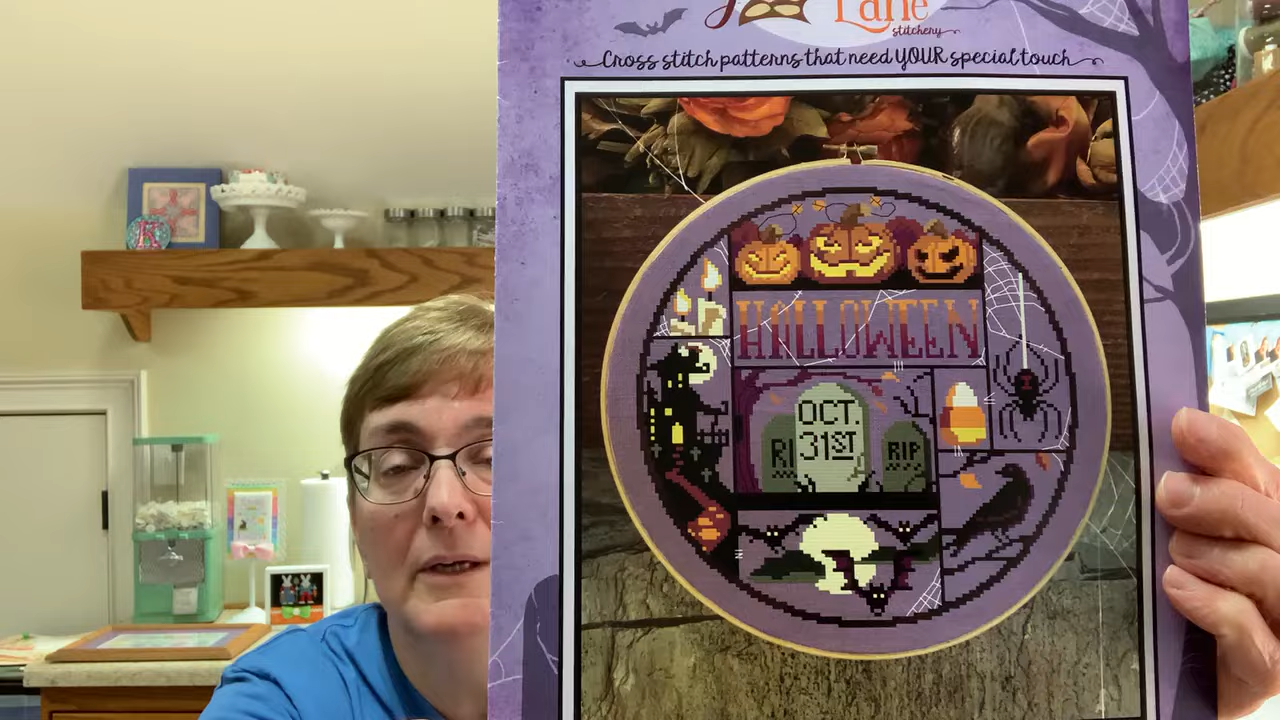 Lane
stitchery
Cross stitch patterns that need YOUR special touch
HALLOWEEN
OCT
31ST
RI
RIP
K